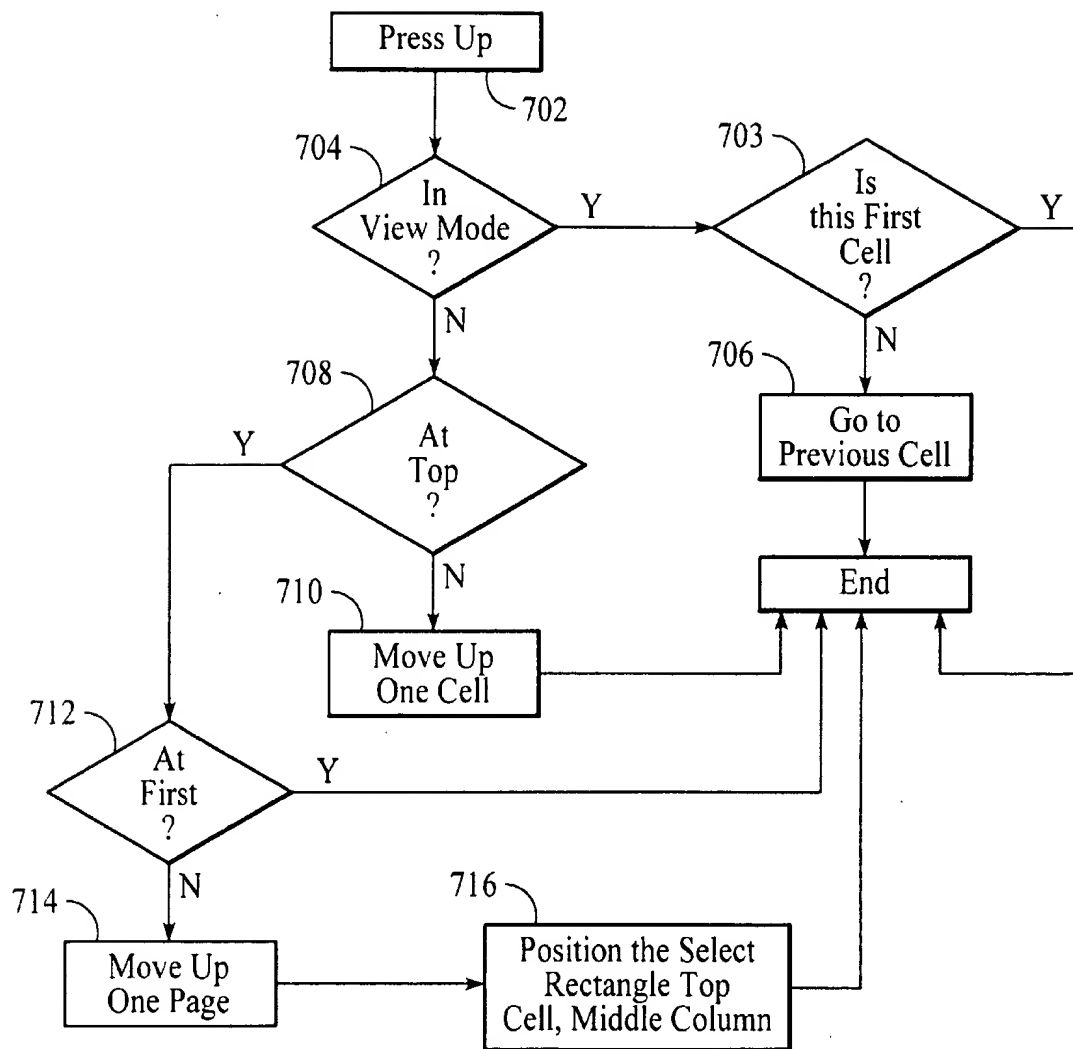 Press Up
702
704
In
View Mode
?
Y
N
703
Is
this First
Cell
?
Y
N
706
Go to
Previous Cell
End
708
At
Top
?
Y
N
710
Move Up
One Cell
712
At
First
?
Y
N
714
Move Up
One Page
716
Position the Select
Rectangle Top
Cell, Middle Column